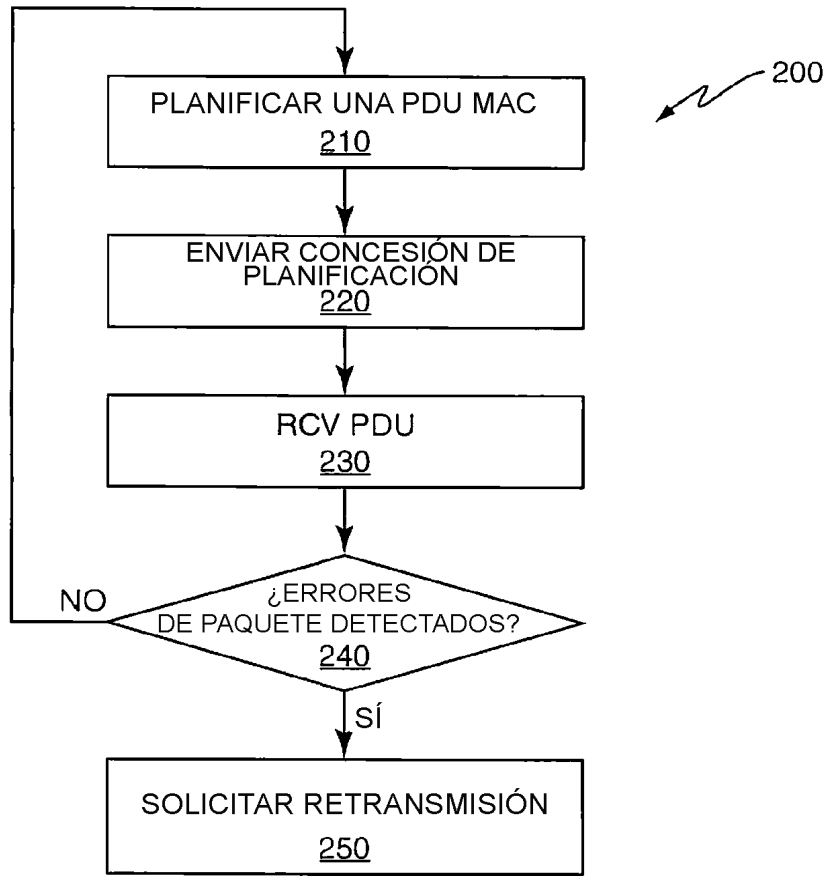 200
PLANIFICAR UNA PDU MAC
210
ENVIAR CONCESIÓN DE
PLANIFICACIÓN
220
RCV PDU
230
NO
¿ERRORES
DE PAQUETE DETECTADOS?
240
SÍ
SOLICITAR RETRANSMISIÓN
250